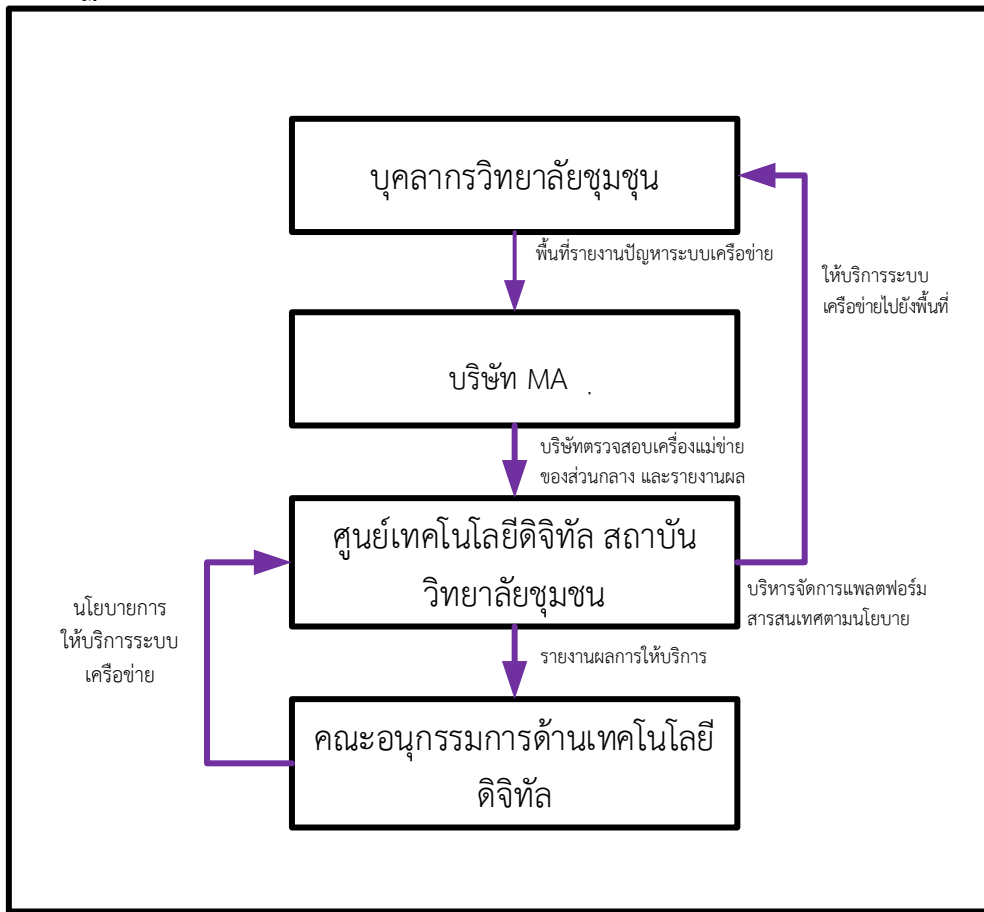 บุคลากรวิทยาลัยชุมชุน
พื้นที่รายงานปัญหาระบบเครือข่าย
ให้บริการระบบ
เครือข่ายไปยังพื้นที่
บริษัท MA .
บริษัทตรวจสอบเครื่องแม่ข่าย
ของส่วนกลาง และรายงานผล
ศูนย์เทคโนโลยีดิจิทัล สถาบัน
วิทยาลัยชุมชน
บริหารจัดการแพลตฟอร์ม
สารสนเทศตามนโยบาย
นโยบายการ
ให้บริการระบบ
เครือข่าย
รายงานผลการให้บริการ
คณะอนุกรรมการด้านเทคโนโลยี
ดิจิทัล